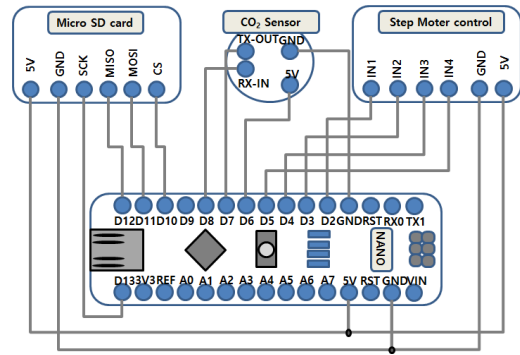 Micro SD card
CO₂ Sensor
Step Moter control
TX-OUT
GND
RX-IN
5V
5V GND SCK MISO MOSI CS
IN1 IN2 IN3 IN4 GND 5V
D12 D11 D10 D9 D8 D7 D6 D5 D4 D3 D2 GND RST RX0 TX1
NANO
D13 3V3 REF A0 A1 A2 A3 A4 A5 A6 A7 5V RST GND VIN